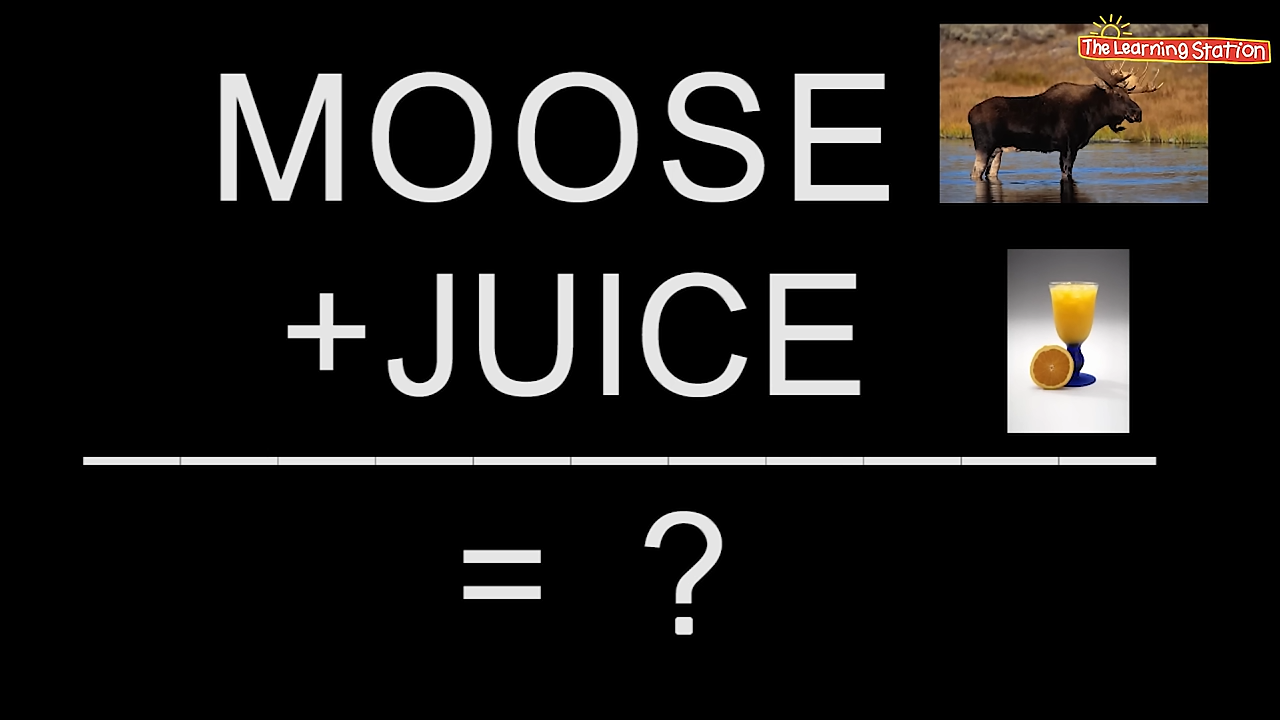 The Learning Station
MOOSE
+JUICE
= ?